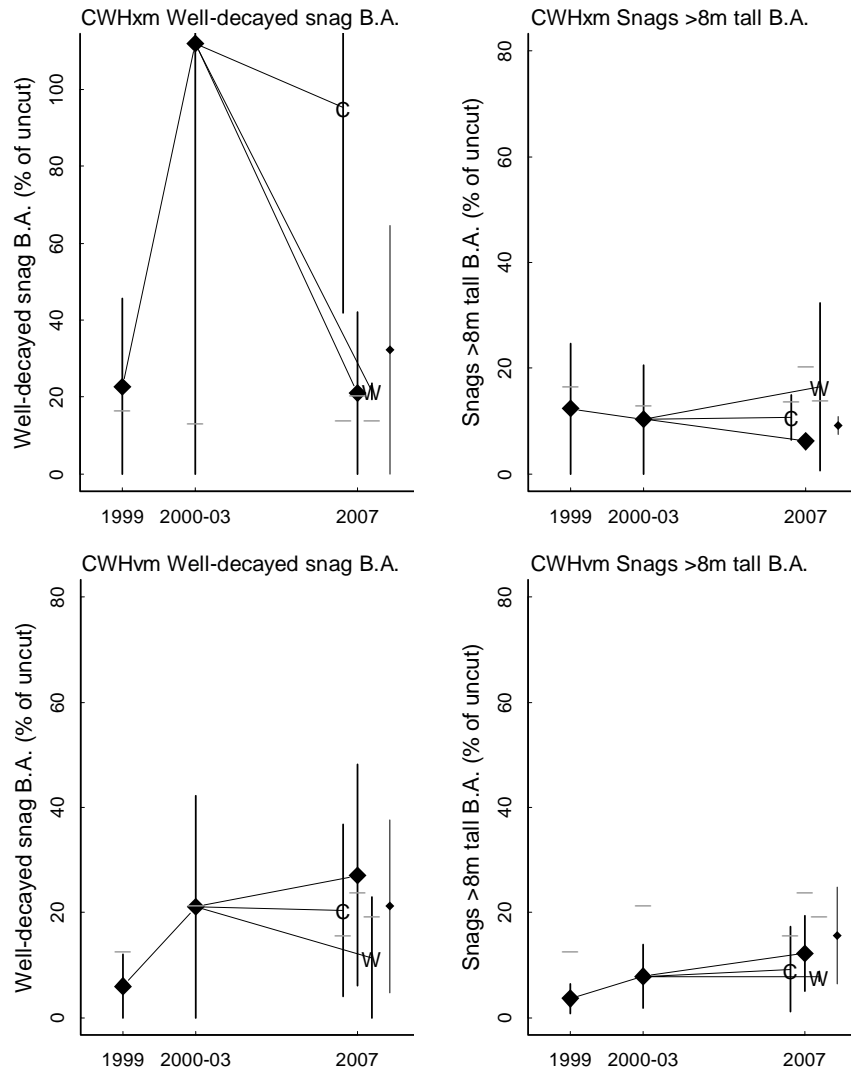 CWHxm Well-decayed snag B.A.
Well-decayed snag B.A. (% of uncut)
100
80
60
40
20
0
C
W
1999 2000-03 2007
CWHxm Snags >8m tall B.A.
Snags >8m tall B.A. (% of uncut)
80
60
40
20
0
W
C
1999 2000-03 2007
CWHvm Well-decayed snag B.A.
Well-decayed snag B.A. (% of uncut)
80
60
40
20
0
C
W
1999 2000-03 2007
CWHvm Snags >8m tall B.A.
Snags >8m tall B.A. (% of uncut)
80
60
40
20
0
C
W
1999 2000-03 2007